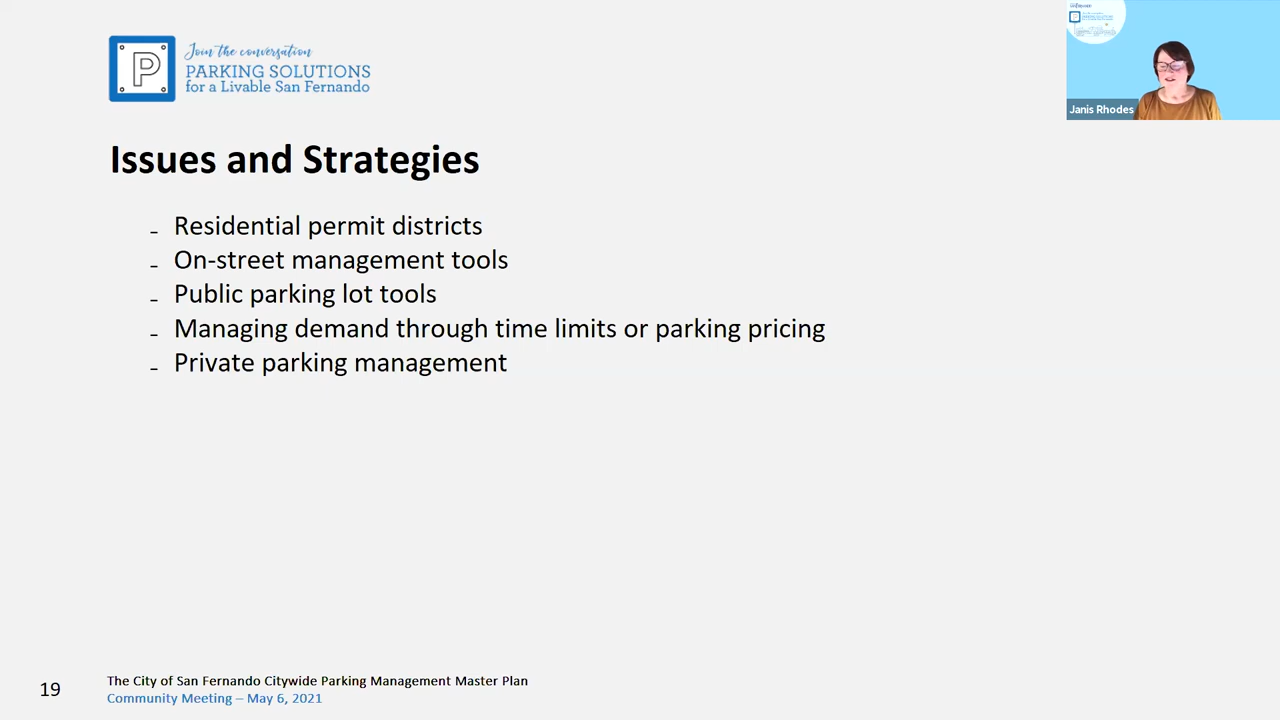 Join the conversation
PARKING SOLUTIONS
for a Livable San Fernando
P
Janis Rhodes
Issues and Strategies
- Residential permit districts
- On-street management tools
- Public parking lot tools
- Managing demand through time limits or parking pricing
- Private parking management
19
The City of San Fernando Citywide Parking Management Master Plan
Community Meeting – May 6, 2021